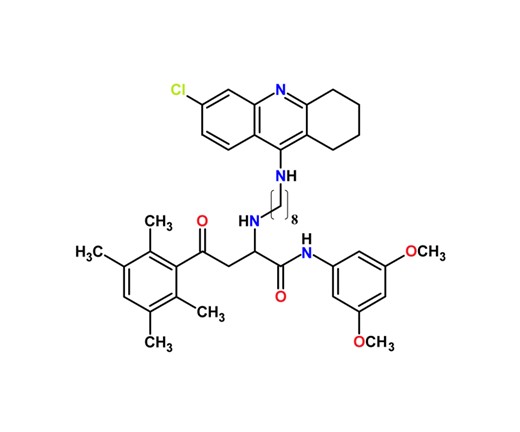 Cl N
NH
8
CH₃ O HN H
H₃C N OCH₃
O
CH₃
CH₃ OCH₃